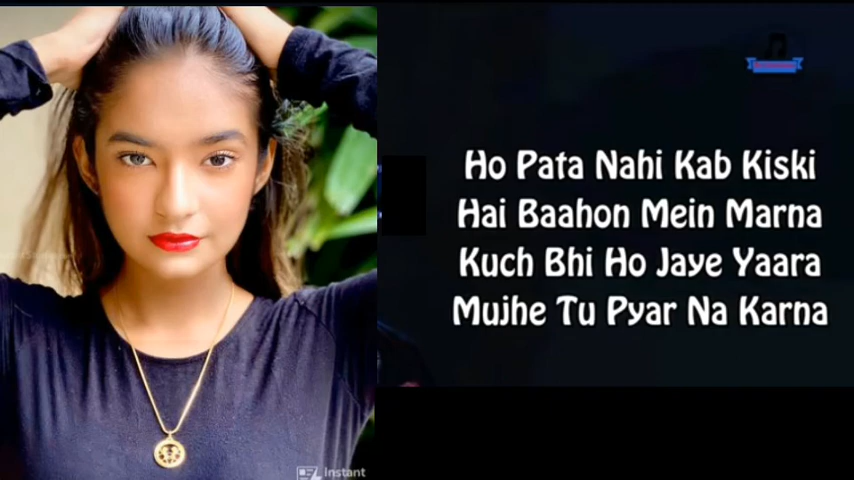 Ho Pata Nahi Kab Kiski
Hai Baahon Mein Marna
Kuch Bhi Ho Jaye Yaara
Mujhe Tu Pyar Na Karna
Instant